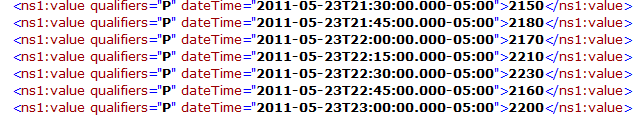 <ns1:value qualifiers="P" dateTime="2011-05-23T21:30:00.000-05:00">2150</ns1:value>
<ns1:value qualifiers="P" dateTime="2011-05-23T21:45:00.000-05:00">2180</ns1:value>
<ns1:value qualifiers="P" dateTime="2011-05-23T22:00:00.000-05:00">2170</ns1:value>
<ns1:value qualifiers="P" dateTime="2011-05-23T22:15:00.000-05:00">2210</ns1:value>
<ns1:value qualifiers="P" dateTime="2011-05-23T22:30:00.000-05:00">2230</ns1:value>
<ns1:value qualifiers="P" dateTime="2011-05-23T22:45:00.000-05:00">2160</ns1:value>
<ns1:value qualifiers="P" dateTime="2011-05-23T23:00:00.000-05:00">2200</ns1:value>